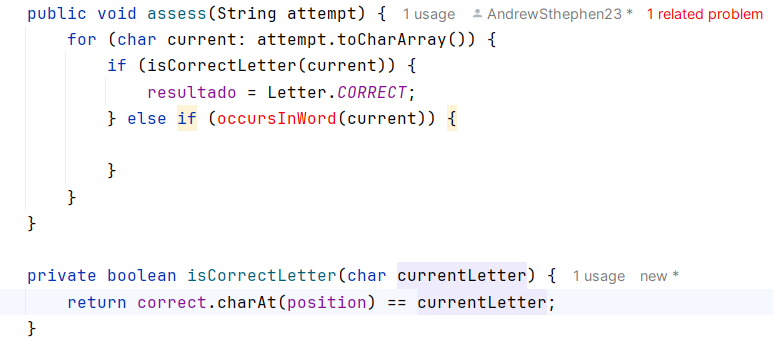 public void assess(String attempt) { 1 usage AndrewSthephen23 * 1 related problem
for (char current: attempt.toCharArray()) {
if (isCorrectLetter(current)) {
resultado = Letter.CORRECT;
} else if (occursInWord(current)) {
}
}
}
private boolean isCorrectLetter(char currentLetter) { 1 usage new *
return correct.charAt(position) == currentLetter;
}